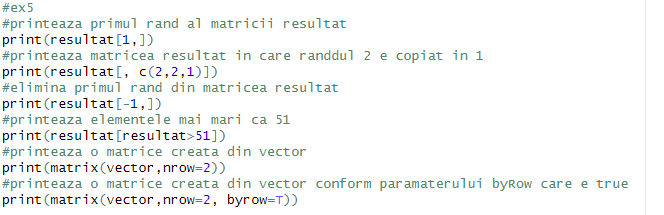 #ex5
#printeaza primul rand al matricii resultat
print(resultat[1,])
#printeaza matricea resultat in care randdul 2 e copiat in 1
print(resultat[, c(2,2,1)])
#elimina primul rand din matricea resultat
print(resultat[-1,])
#printeaza elementele mai mari ca 51
print(resultat[resultat>51])
#printeaza o matrice creata din vector
print(matrix(vector,nrow=2))
#printeaza o matrice creata din vector conform paramaterului byRow care e true
print(matrix(vector,nrow=2, byrow=T))